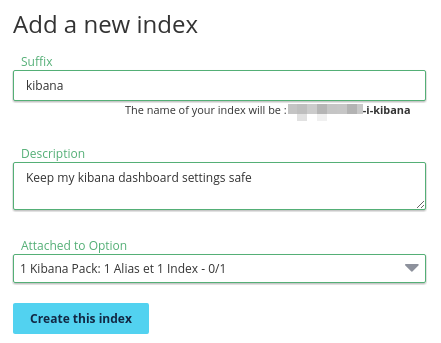 Add a new index
Suffix
kibana
The name of your index will be : -i-kibana
Description
Keep my kibana dashboard settings safe
Attached to Option
1 Kibana Pack: 1 Alias et 1 Index - 0/1
Create this index